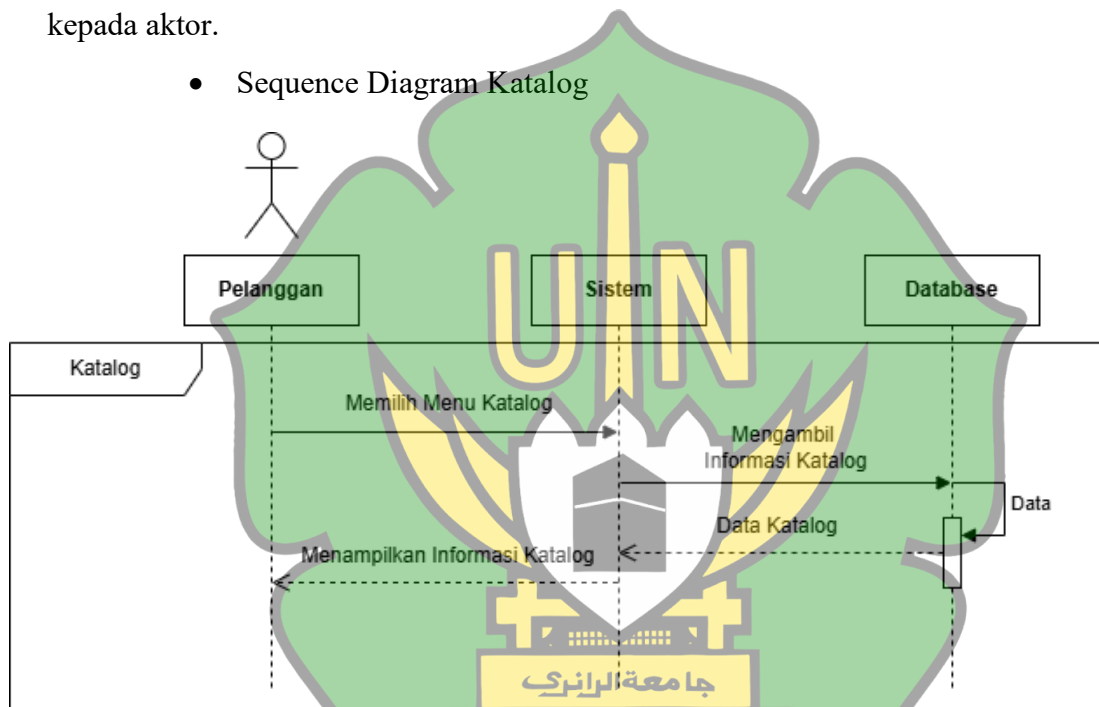 kepada aktor.
• Sequence Diagram Katalog
Pelanggan
Sistem
Database
UIN
Katalog
Memilih Menu Katalog
Mengambil
Informasi Katalog
Data
Data Katalog
Menampilkan Informasi Katalog
جامعة الرانري